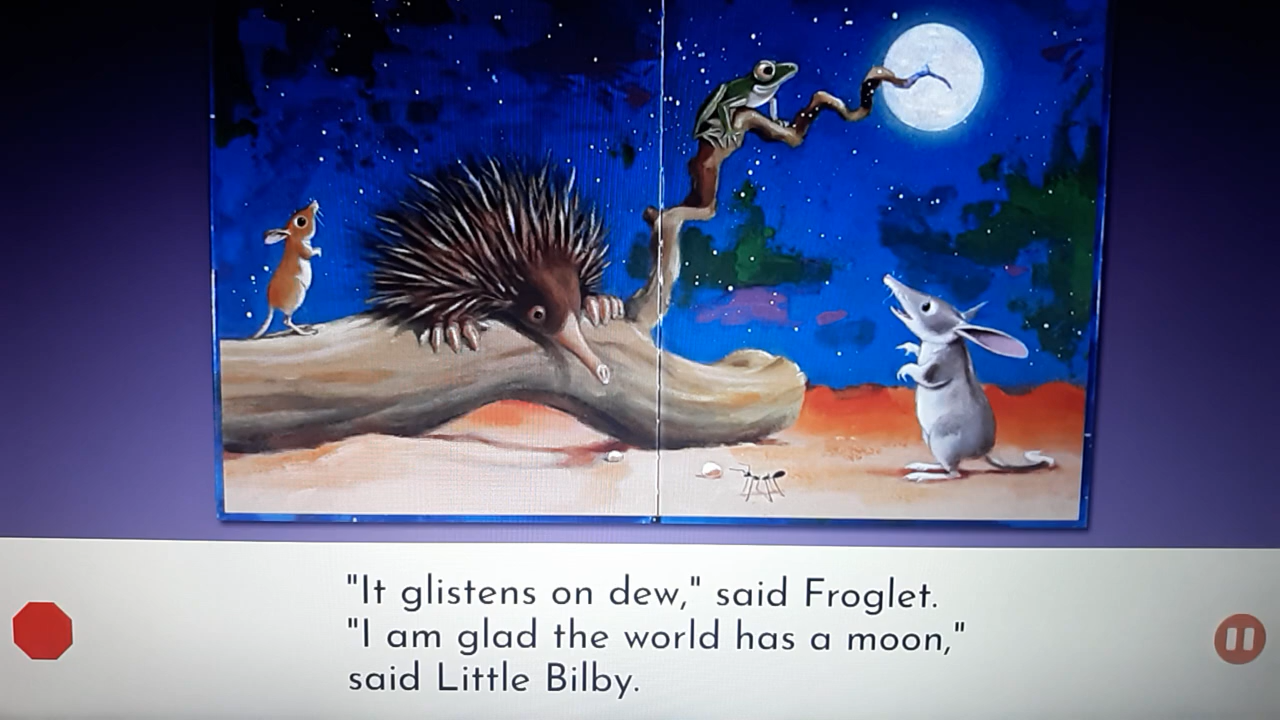 "It glistens on dew," said Froglet.
"I am glad the world has a moon,"
said Little Bilby.